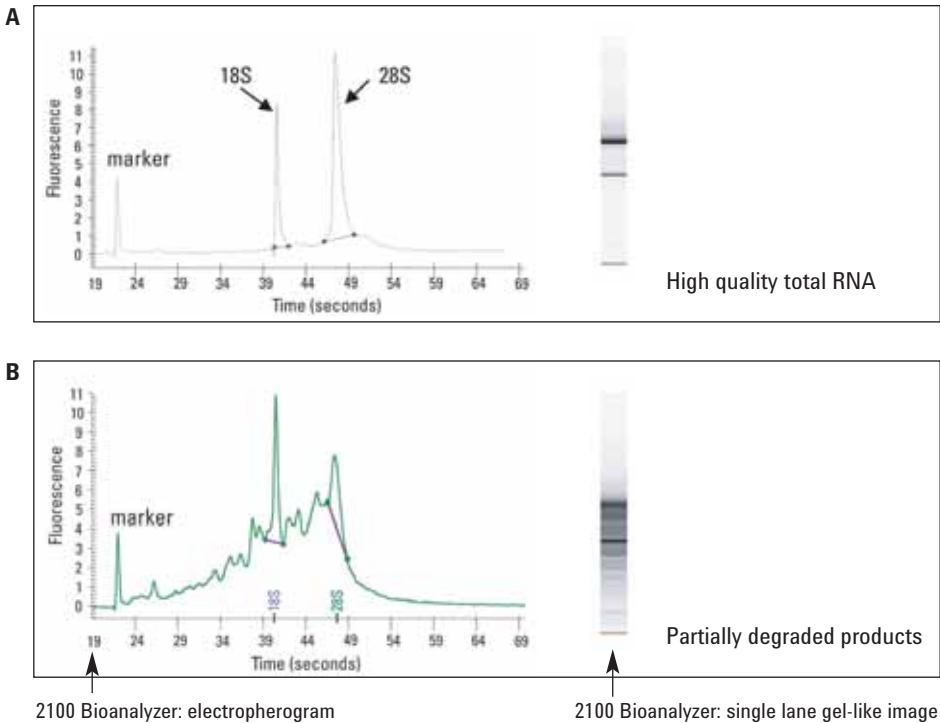 A
11
10
9
8
7
6
5
4
3
2
1
0
Fluorescence
18S
28S
marker
19 24 29 34 39 44 49 54 59 64 69
Time (seconds)
High quality total RNA
B
11
10
9
8
7
6
5
4
3
2
1
0
Fluorescence
marker
18S
28S
19 24 29 34 39 44 49 54 59 64 69
Time (seconds)
Partially degraded products
2100 Bioanalyzer: electropherogram
2100 Bioanalyzer: single lane gel-like image